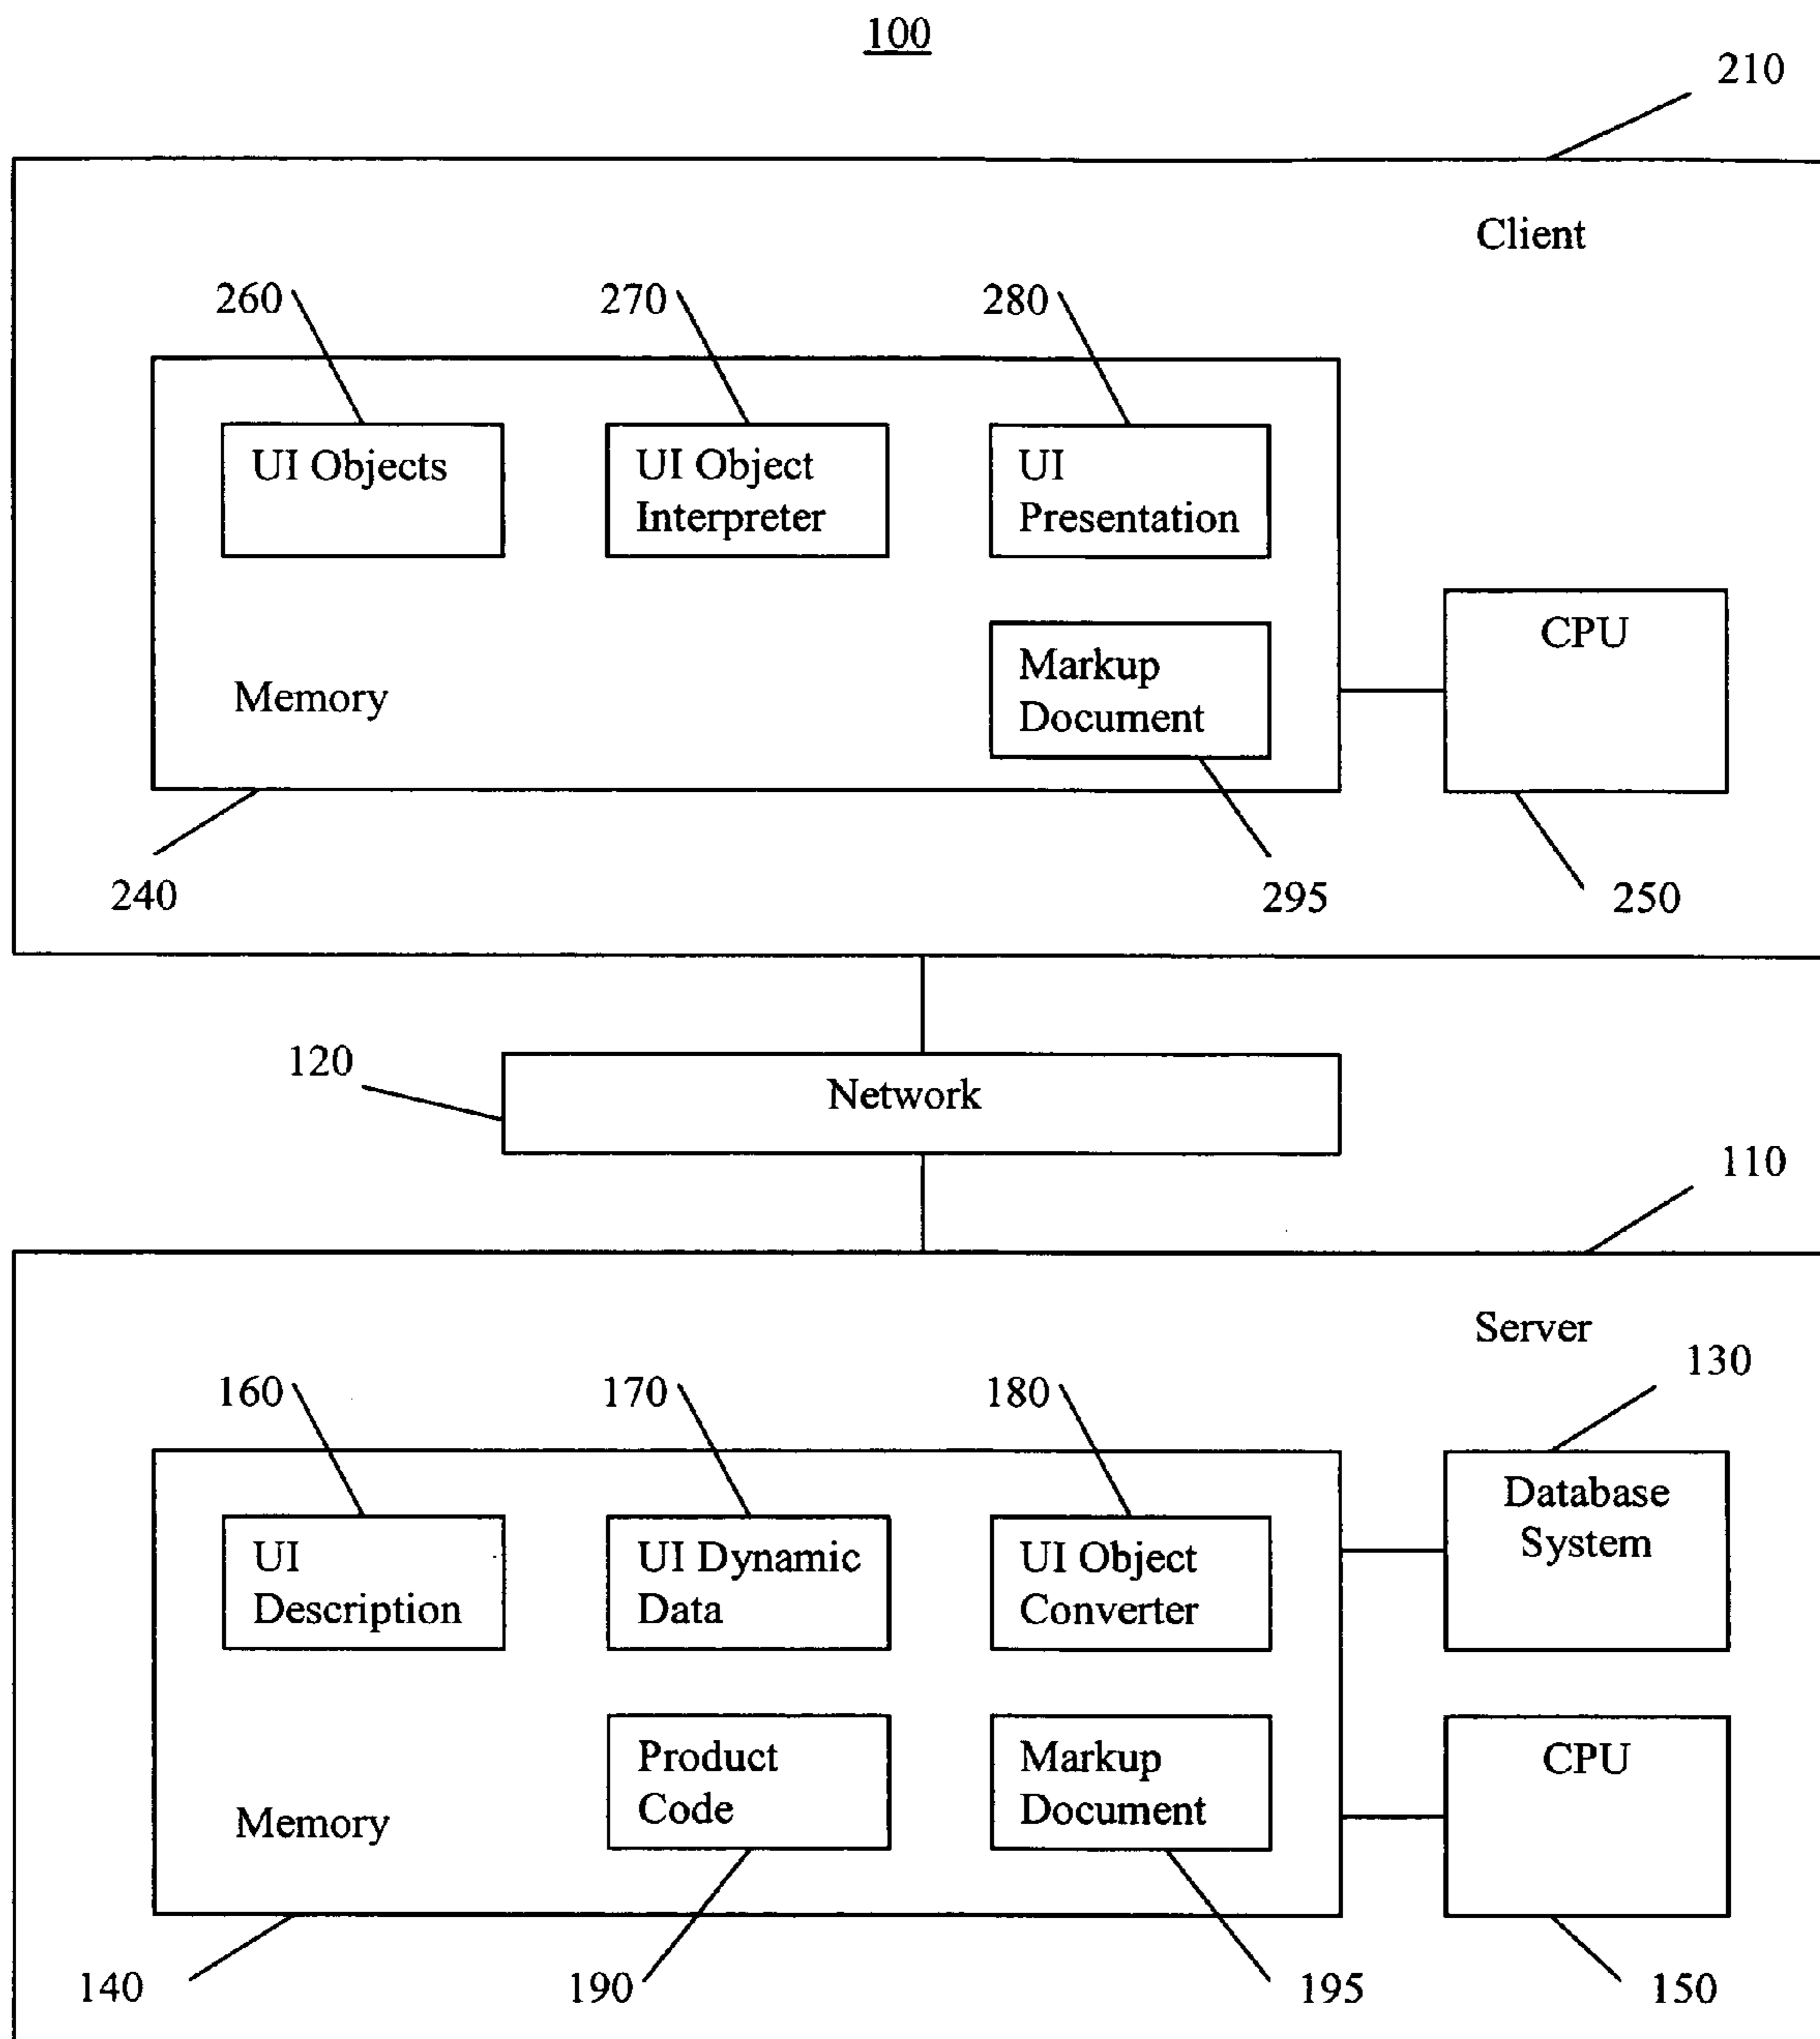 100
210
Client
260
270
280
UI Objects
UI Object
Interpreter
UI
Presentation
CPU
Markup
Document
Memory
240
295
250
120
Network
110
Server
130
160
170
180
Database
System
UI
Description
UI Dynamic
Data
UI Object
Converter
Product
Code
Markup
Document
CPU
Memory
140
190
195
150